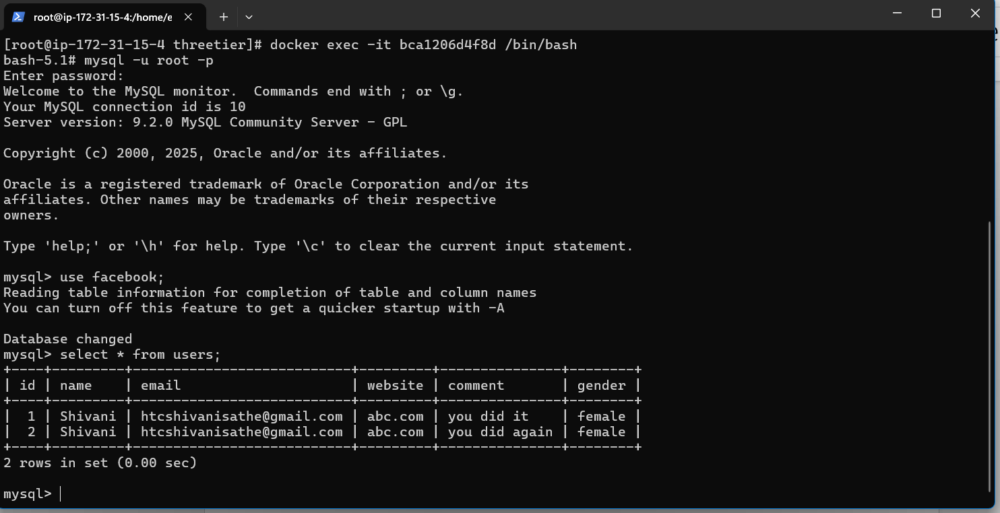 root@ip-172-31-15-4:/home/e
[root@ip-172-31-15-4 threetier]# docker exec -it bca1206d4f8d /bin/bash
bash-5.1# mysql -u root -p
Enter password:
Welcome to the MySQL monitor.  Commands end with ; or \g.
Your MySQL connection id is 10
Server version: 9.2.0 MySQL Community Server - GPL
Copyright (c) 2000, 2025, Oracle and/or its affiliates.
Oracle is a registered trademark of Oracle Corporation and/or its
affiliates. Other names may be trademarks of their respective
owners.
Type 'help;' or '\h' for help. Type '\c' to clear the current input statement.
mysql> use facebook;
Reading table information for completion of table and column names
You can turn off this feature to get a quicker startup with -A
Database changed
mysql> select * from users;
+----+---------+---------------------------+---------+---------------+--------+
| id | name    | email                     | website | comment       | gender |
+----+---------+---------------------------+---------+---------------+--------+
|  1 | Shivani | htcshivanisathe@gmail.com | abc.com | you did it    | female |
|  2 | Shivani | htcshivanisathe@gmail.com | abc.com | you did again | female |
+----+---------+---------------------------+---------+---------------+--------+
2 rows in set (0.00 sec)
mysql>